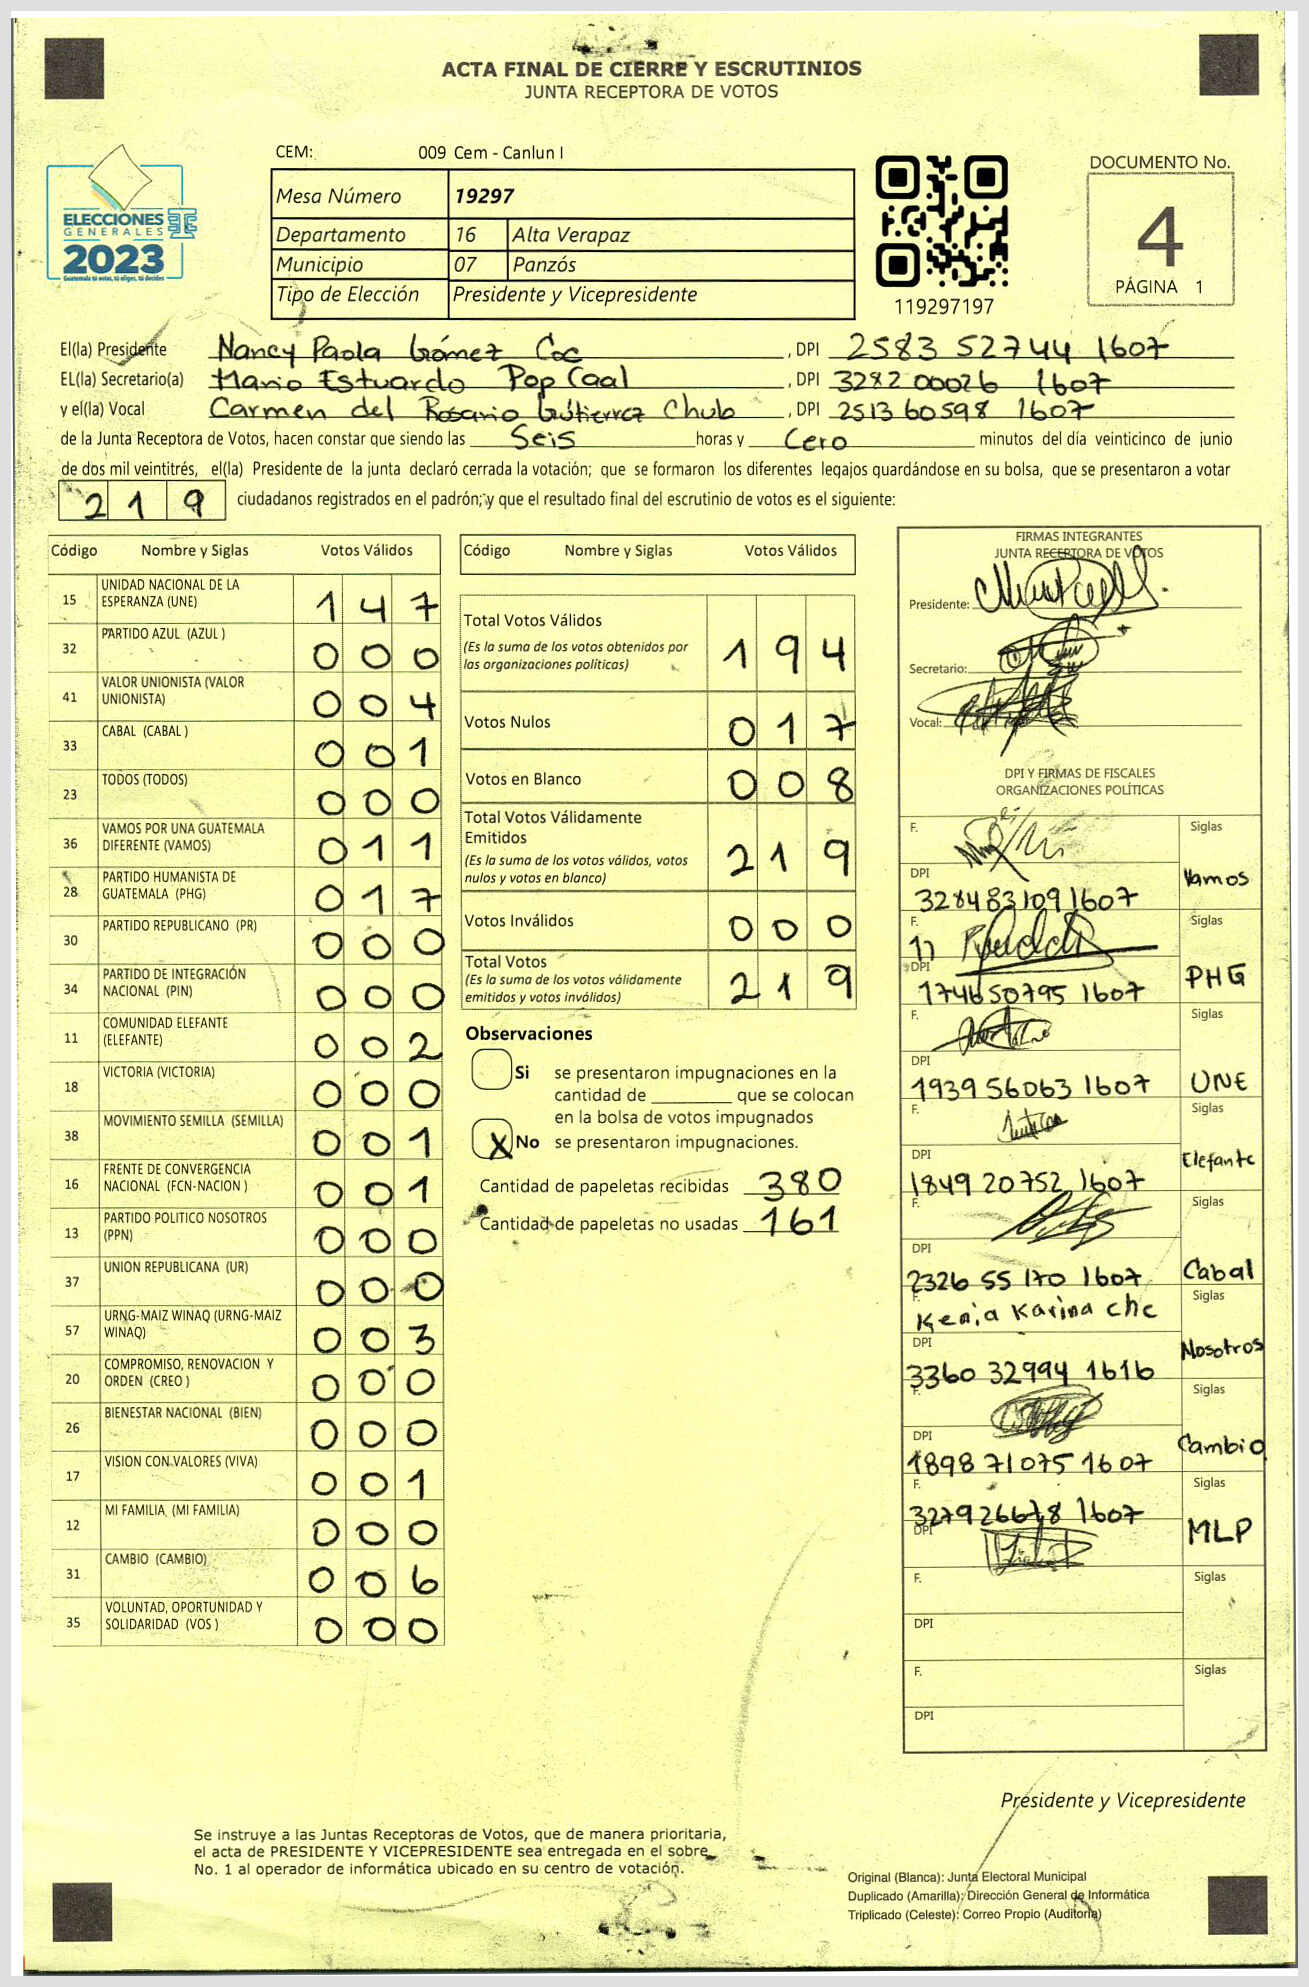 ACTA FINAL DE CIERRE Y ESCRUTINIOS
JUNTA RECEPTORA DE VOTOS
CEM: 009 Cem - Canlun I
ELECCIONES
GENERALES
2023
Guatemala tú votas, tú eliges, tú decides
Mesa Número 19297
Departamento 16 Alta Verapaz
Municipio 07 Panzós
Tipo de Elección Presidente y Vicepresidente
119297197
DOCUMENTO No.
4
PÁGINA 1
El(la) Presidente Nancy Paola Gómez Coc , DPI 2583 52744 1607
EL(la) Secretario(a) Mario Estuardo Pop Caal , DPI 3282 00026 1607
y el(la) Vocal Carmen del Rosario Gútierrez Chub , DPI 2513 60598 1607
de la Junta Receptora de Votos, hacen constar que siendo las Seis horas y Cero minutos del día veinticinco de junio
de dos mil veintitrés, el(la) Presidente de la junta declaró cerrada la votación; que se formaron los diferentes legajos quardándose en su bolsa, que se presentaron a votar
219 ciudadanos registrados en el padrón; y que el resultado final del escrutinio de votos es el siguiente:
Código Nombre y Siglas Votos Válidos
15 UNIDAD NACIONAL DE LA ESPERANZA (UNE) 1 4 7
32 PARTIDO AZUL (AZUL ) 0 0 0
41 VALOR UNIONISTA (VALOR UNIONISTA) 0 0 4
33 CABAL (CABAL ) 0 0 1
23 TODOS (TODOS) 0 0 0
36 VAMOS POR UNA GUATEMALA DIFERENTE (VAMOS) 0 1 1
28 PARTIDO HUMANISTA DE GUATEMALA (PHG) 0 1 7
30 PARTIDO REPUBLICANO (PR) 0 0 0
34 PARTIDO DE INTEGRACIÓN NACIONAL (PIN) 0 0 0
11 COMUNIDAD ELEFANTE (ELEFANTE) 0 0 2
18 VICTORIA (VICTORIA) 0 0 0
38 MOVIMIENTO SEMILLA (SEMILLA) 0 0 1
16 FRENTE DE CONVERGENCIA NACIONAL (FCN-NACION ) 0 0 1
13 PARTIDO POLITICO NOSOTROS (PPN) 0 0 0
37 UNION REPUBLICANA (UR) 0 0 0
57 URNG-MAIZ WINAQ (URNG-MAIZ WINAQ) 0 0 3
20 COMPROMISO, RENOVACION Y ORDEN (CREO ) 0 0 0
26 BIENESTAR NACIONAL (BIEN) 0 0 0
17 VISION CON VALORES (VIVA) 0 0 1
12 MI FAMILIA (MI FAMILIA) 0 0 0
31 CAMBIO (CAMBIO) 0 0 6
35 VOLUNTAD, OPORTUNIDAD Y SOLIDARIDAD (VOS ) 0 0 0
Código Nombre y Siglas Votos Válidos
Total Votos Válidos 1 9 4
(Es la suma de los votos obtenidos por
las organizaciones políticas)
Votos Nulos 0 1 7
Votos en Blanco 0 0 8
Total Votos Válidamente
Emitidos 2 1 9
(Es la suma de los votos válidos, votos
nulos y votos en blanco)
Votos Inválidos 0 0 0
Total Votos 2 1 9
(Es la suma de los votos válidamente
emitidos y votos inválidos)
Observaciones
Si se presentaron impugnaciones en la
cantidad de ________ que se colocan
en la bolsa de votos impugnados
X No se presentaron impugnaciones.
Cantidad de papeletas recibidas 380
Cantidad de papeletas no usadas 161
FIRMAS INTEGRANTES
JUNTA RECEPTORA DE VOTOS
Presidente:
Secretario:
Vocal:
DPI Y FIRMAS DE FISCALES
ORGANIZACIONES POLÍTICAS
F. Siglas
DPI Vamos
3284831091607
F. Siglas
DPI PHG
174650795 1607
F. Siglas
DPI UNE
1939 56063 1607
F. Siglas
DPI Elefante
1849 20752 1607
F. Siglas
DPI Cabal
2326 55 170 1607
F. Kenia Karina Chc Siglas
DPI Nosotros
3360 32994 1616
F. Siglas
DPI Cambio
1898 71075 1607
F. Siglas
327926678 1607
DPI MLP
F. Siglas
DPI
F. Siglas
DPI
Presidente y Vicepresidente
Se instruye a las Juntas Receptoras de Votos, que de manera prioritaria,
el acta de PRESIDENTE Y VICEPRESIDENTE sea entregada en el sobre
No. 1 al operador de informática ubicado en su centro de votación.
Original (Blanca): Junta Electoral Municipal
Duplicado (Amarilla): Dirección General de Informática
Triplicado (Celeste): Correo Propio (Auditoria)